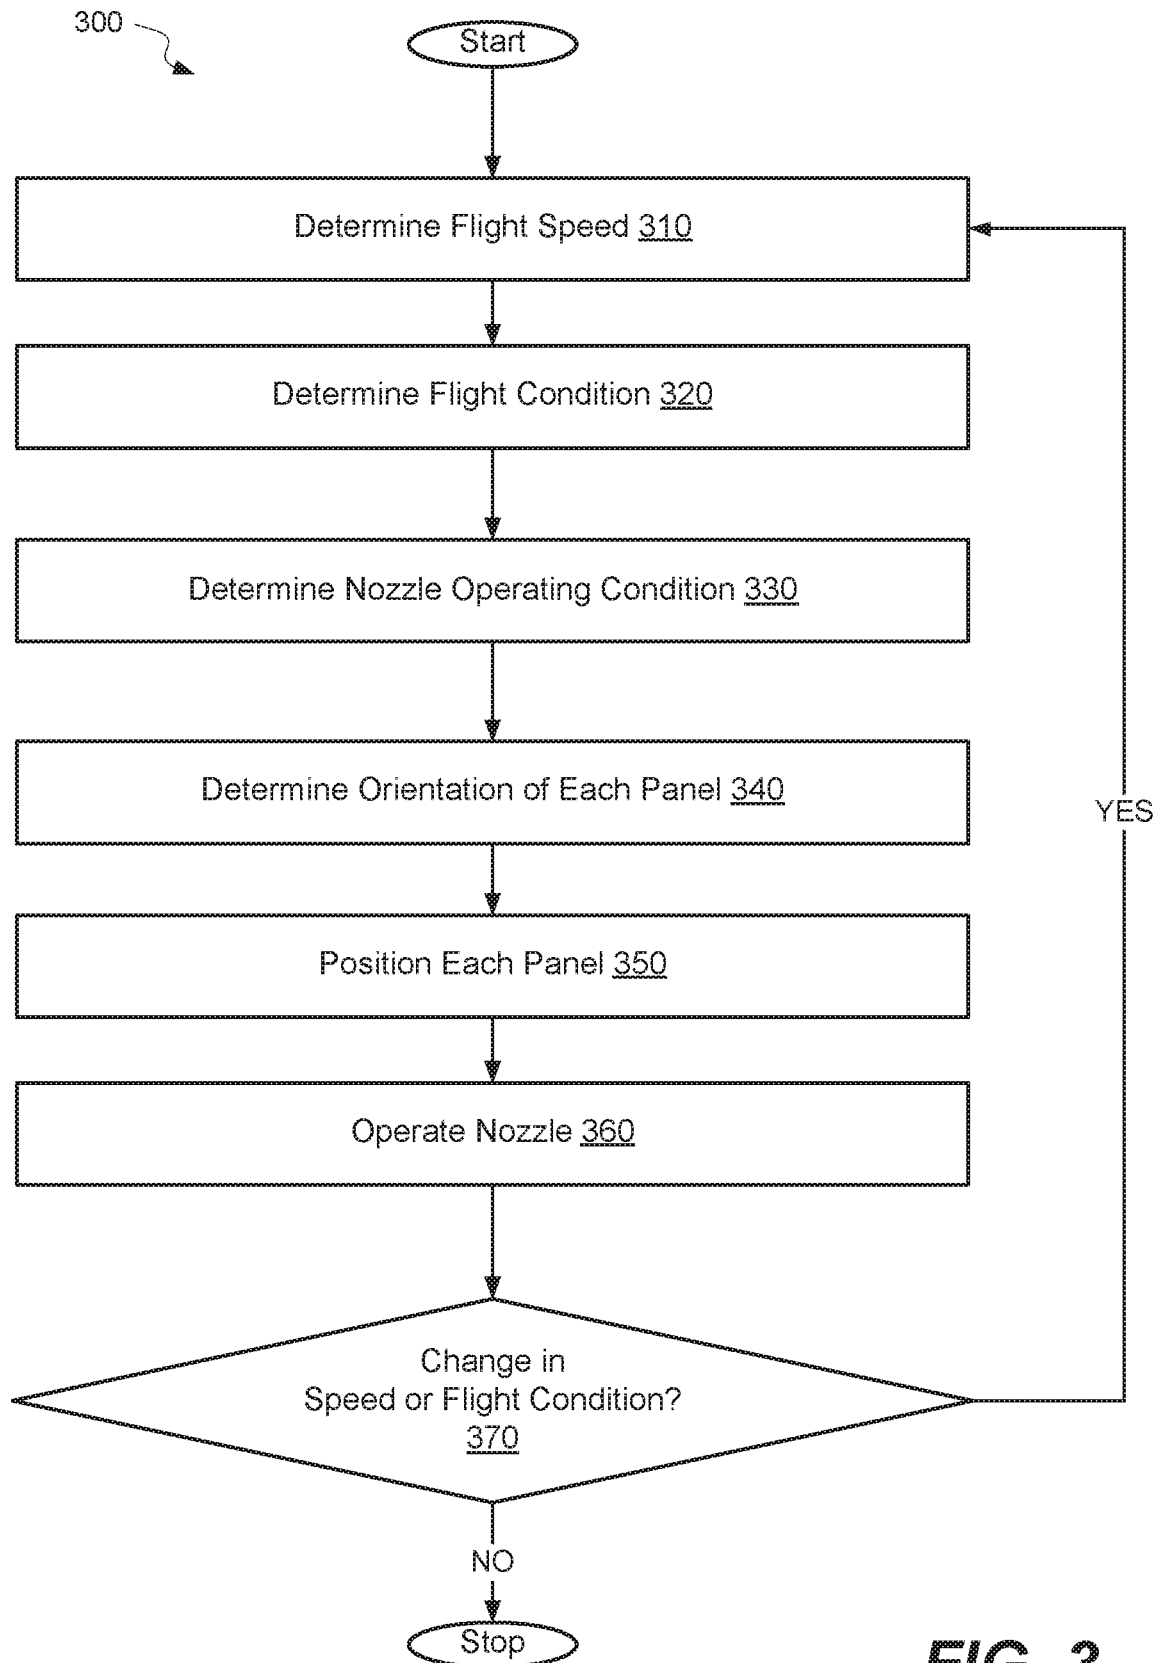 300
Start
Determine Flight Speed 310
Determine Flight Condition 320
Determine Nozzle Operating Condition 330
Determine Orientation of Each Panel 340
YES
Position Each Panel 350
Operate Nozzle 360
Change in
Speed or Flight Condition?
370
NO
Stop
FIG. 3